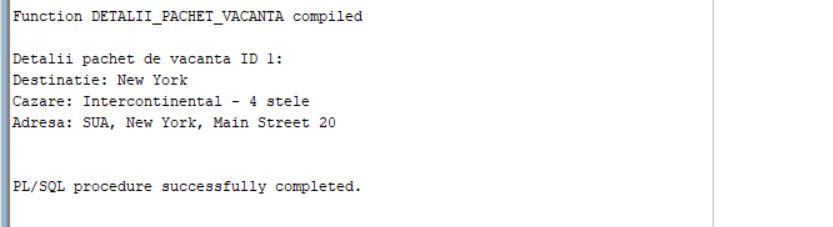 Function DETALII_PACHET_VACANTA compiled
Detalii pachet de vacanta ID 1:
Destinatie: New York
Cazare: Intercontinental - 4 stele
Adresa: SUA, New York, Main Street 20
PL/SQL procedure successfully completed.